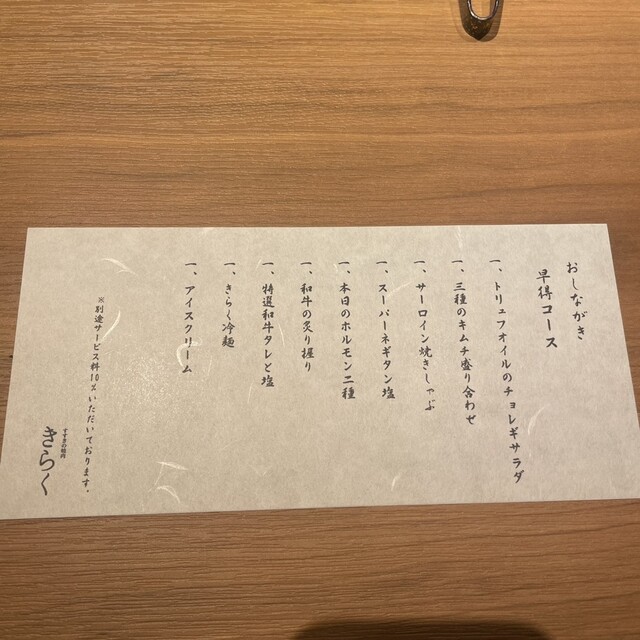 おしながき
早得コース
一、トリュフオイルのチョレギサラダ
一、三種のキムチ盛り合わせ
一、サーロイン焼きしゃぶ
一、スーパーネギタン塩
一、本日のホルモン二種
一、和牛の炙り握り
一、特選和牛タレと塩
一、きらく冷麺
一、アイスクリーム
※別途サービス料10%いただいております。
すすきの焼肉
きらく